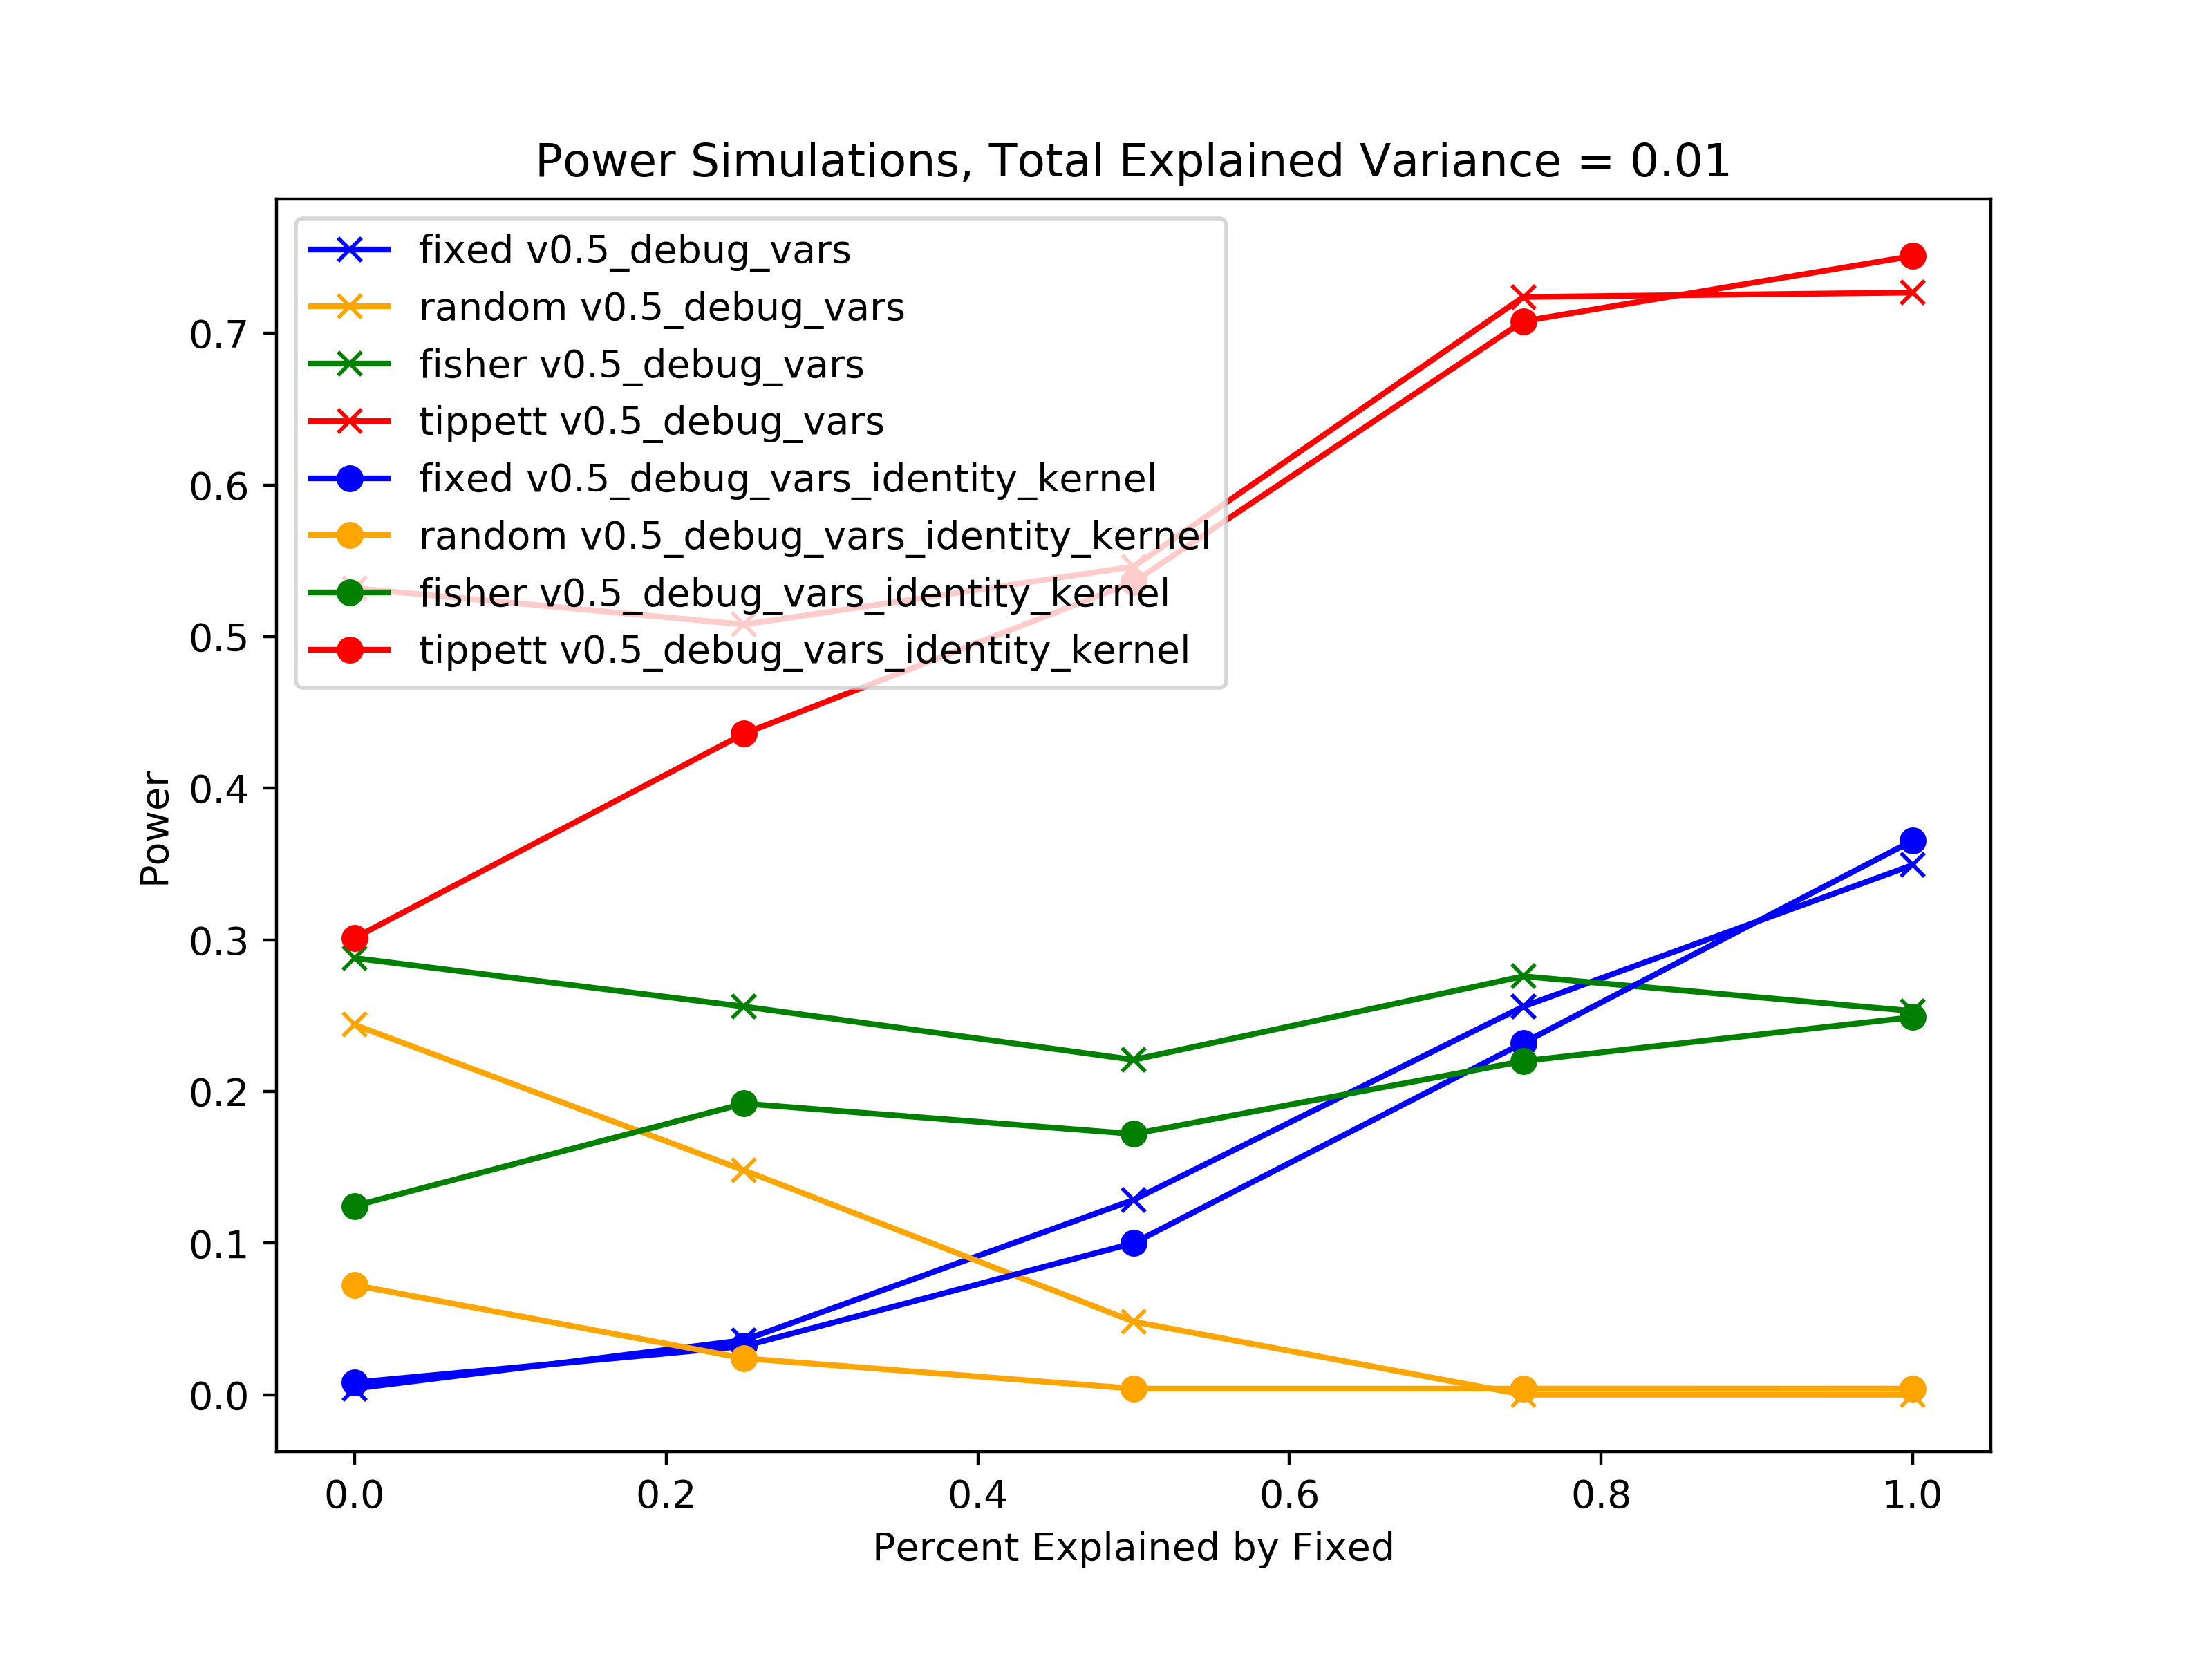 Power Simulations, Total Explained Variance = 0.01
fixed v0.5_debug_vars
random v0.5_debug_vars
fisher v0.5_debug_vars
tippett v0.5_debug_vars
fixed v0.5_debug_vars_identity_kernel
random v0.5_debug_vars_identity_kernel
fisher v0.5_debug_vars_identity_kernel
tippett v0.5_debug_vars_identity_kernel
Power
0.7
0.6
0.5
0.4
0.3
0.2
0.1
0.0
0.0 0.2 0.4 0.6 0.8 1.0
Percent Explained by Fixed